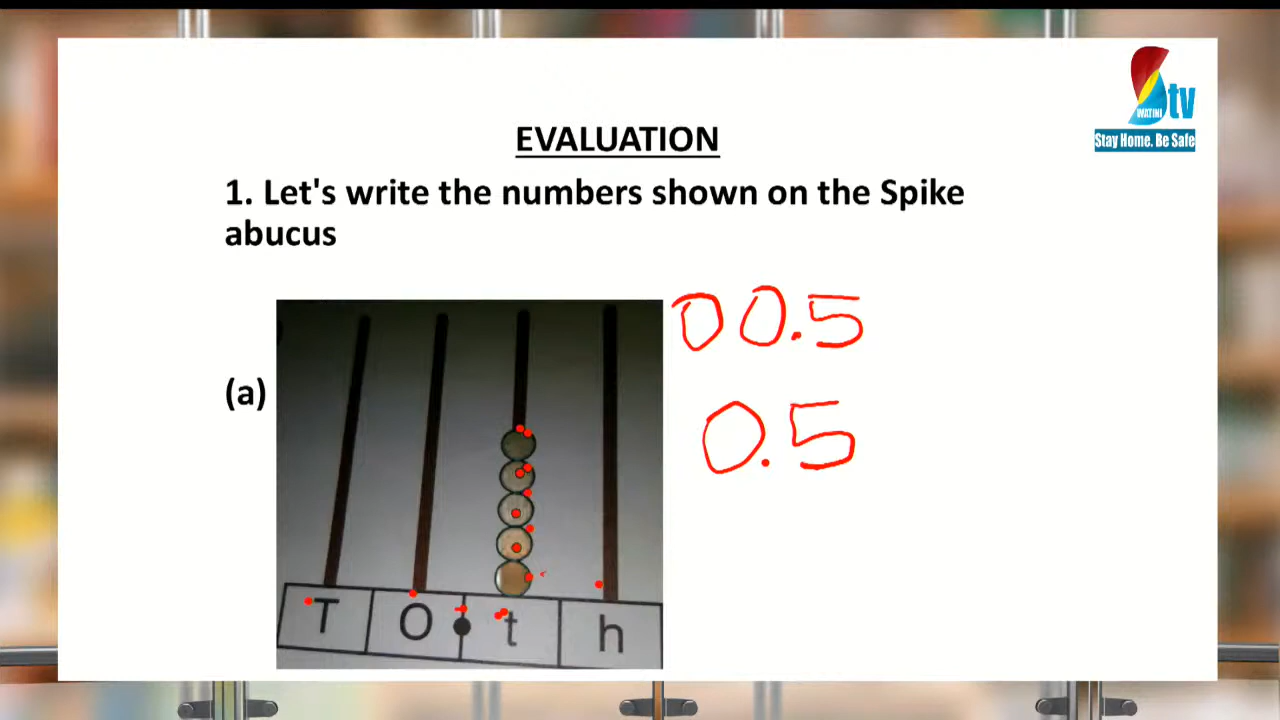 EVALUATION
1. Let's write the numbers shown on the Spike
abucus
(a)
00.5
0.5
T O t h
tv
WATINI
Stay Home. Be Safe